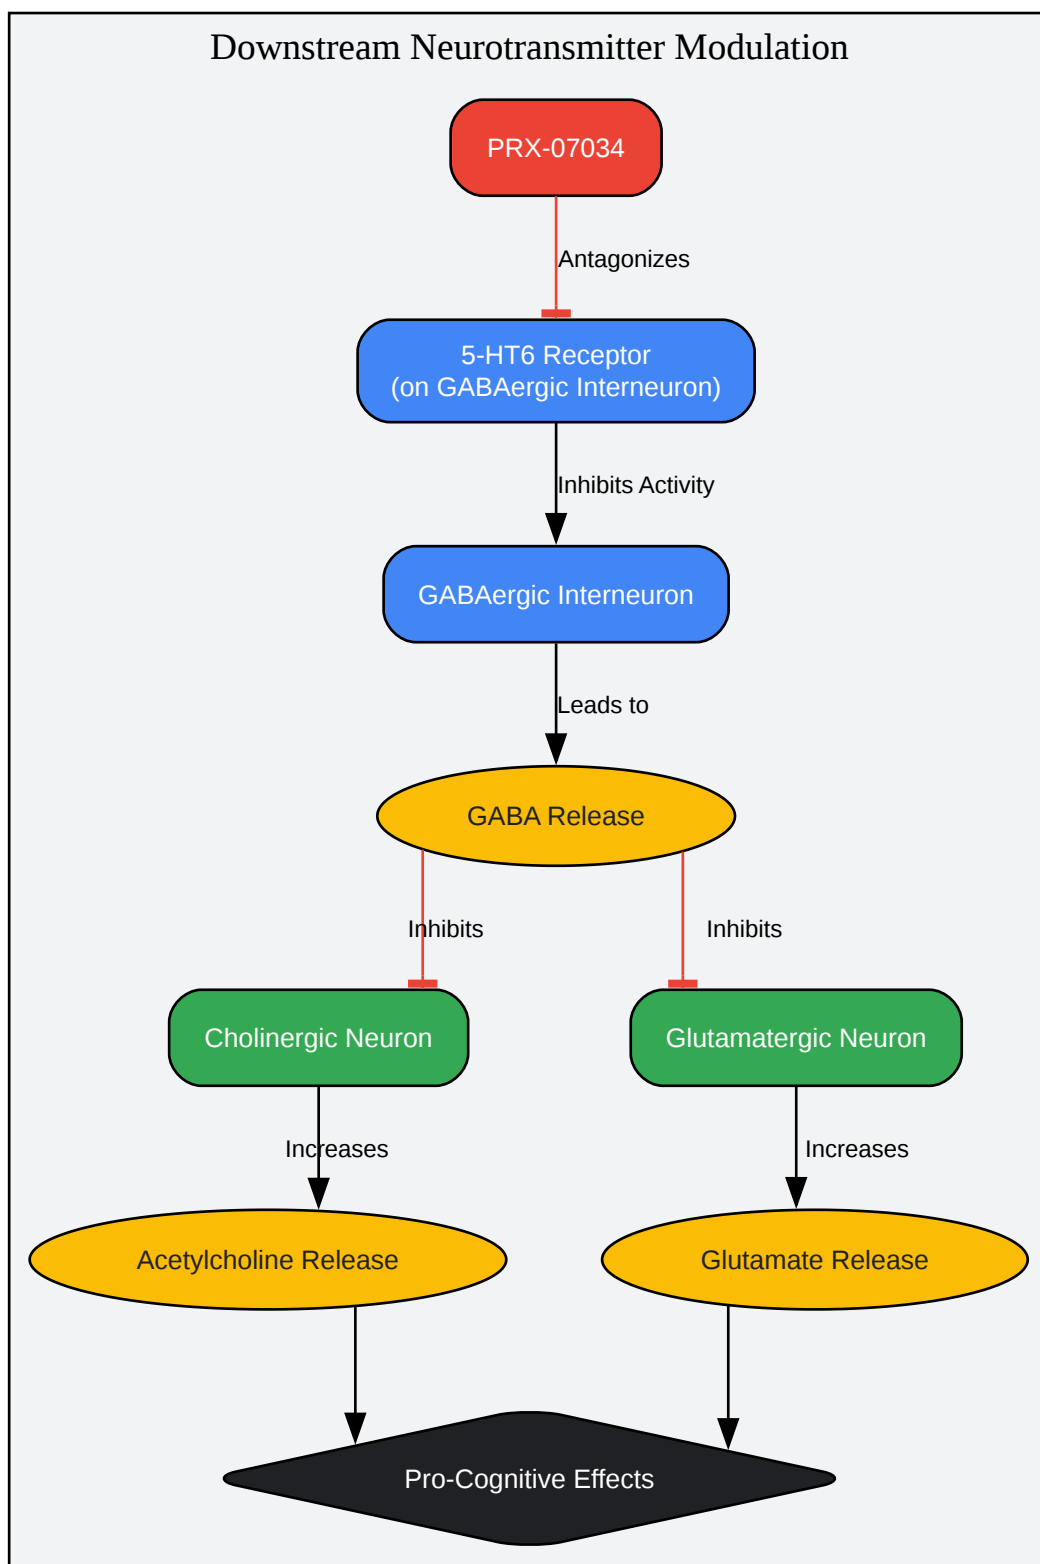 Downstream Neurotransmitter Modulation
PRX-07034
Antagonizes
5-HT6 Receptor
(on GABAergic Interneuron)
Inhibits Activity
GABAergic Interneuron
Leads to
GABA Release
Inhibits
Inhibits
Cholinergic Neuron
Glutamatergic Neuron
Increases
Increases
Acetylcholine Release
Glutamate Release
Pro-Cognitive Effects